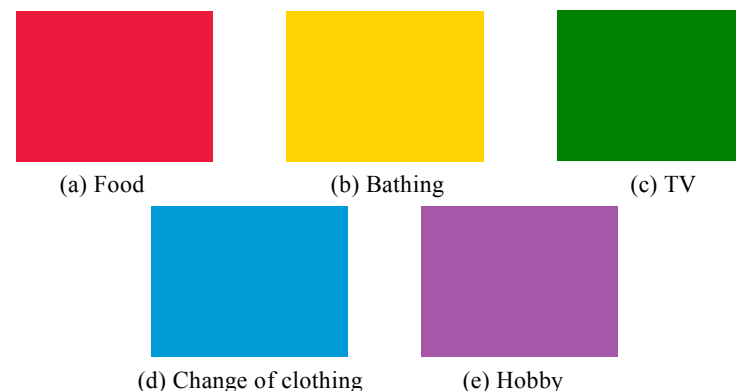 (a) Food
(b) Bathing
(c) TV
(d) Change of clothing
(e) Hobby